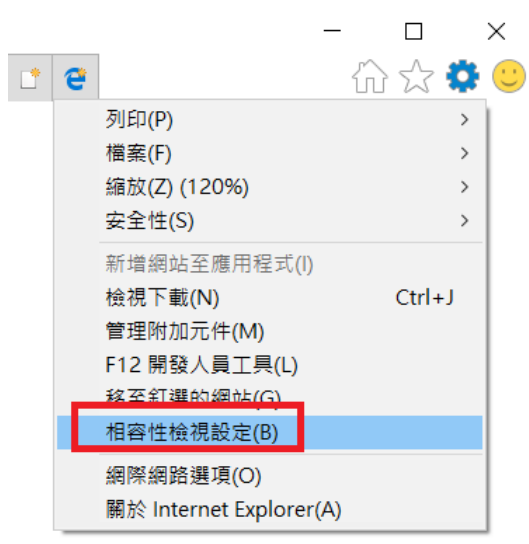 列印(P)
檔案(F)
縮放(Z) (120%)
安全性(S)
新增網站至應用程式(I)
檢視下載(N) Ctrl+J
管理附加元件(M)
F12 開發人員工具(L)
移至釘選的網站(G)
相容性檢視設定(B)
網際網路選項(O)
關於 Internet Explorer(A)